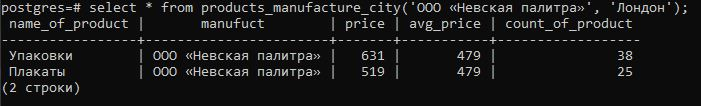 postgres=# select * from products_manufacture_city('ООО «Невская палитра»', 'Лондон');
 name_of_product |       manufuct        | price | avg_price | count_of_product
-----------------+-----------------------+-------+-----------+------------------
 Упаковки        | ООО «Невская палитра» |   631 |       479 |               38
 Плакаты         | ООО «Невская палитра» |   519 |       479 |               25
(2 строки)